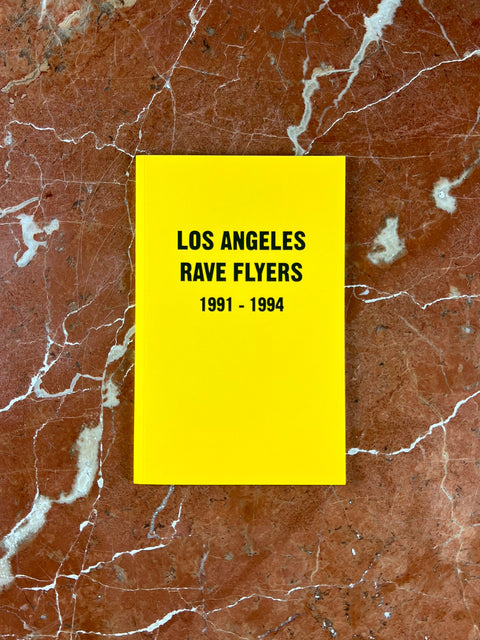 LOS ANGELES
RAVE FLYERS
1991 - 1994